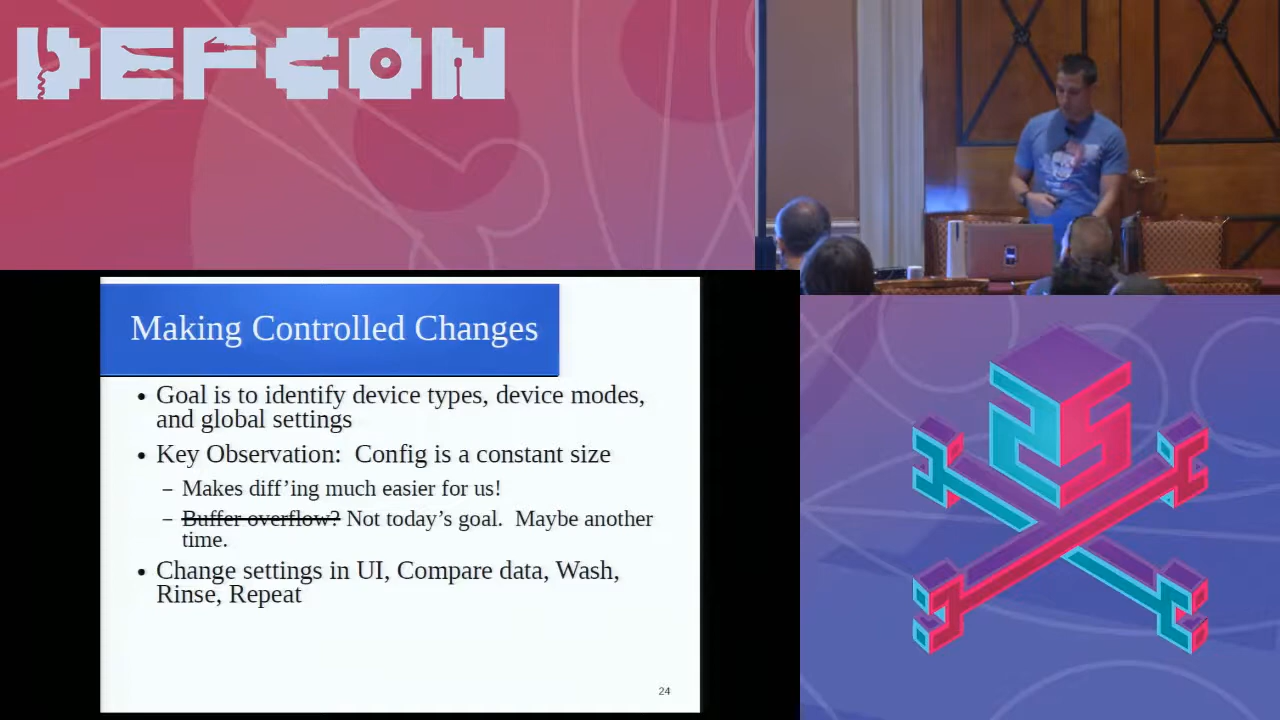 DEFCON
Making Controlled Changes
• Goal is to identify device types, device modes,
and global settings
• Key Observation:  Config is a constant size
– Makes diff’ing much easier for us!
– Buffer overflow? Not today’s goal.  Maybe another
time.
• Change settings in UI, Compare data, Wash,
Rinse, Repeat
24
25